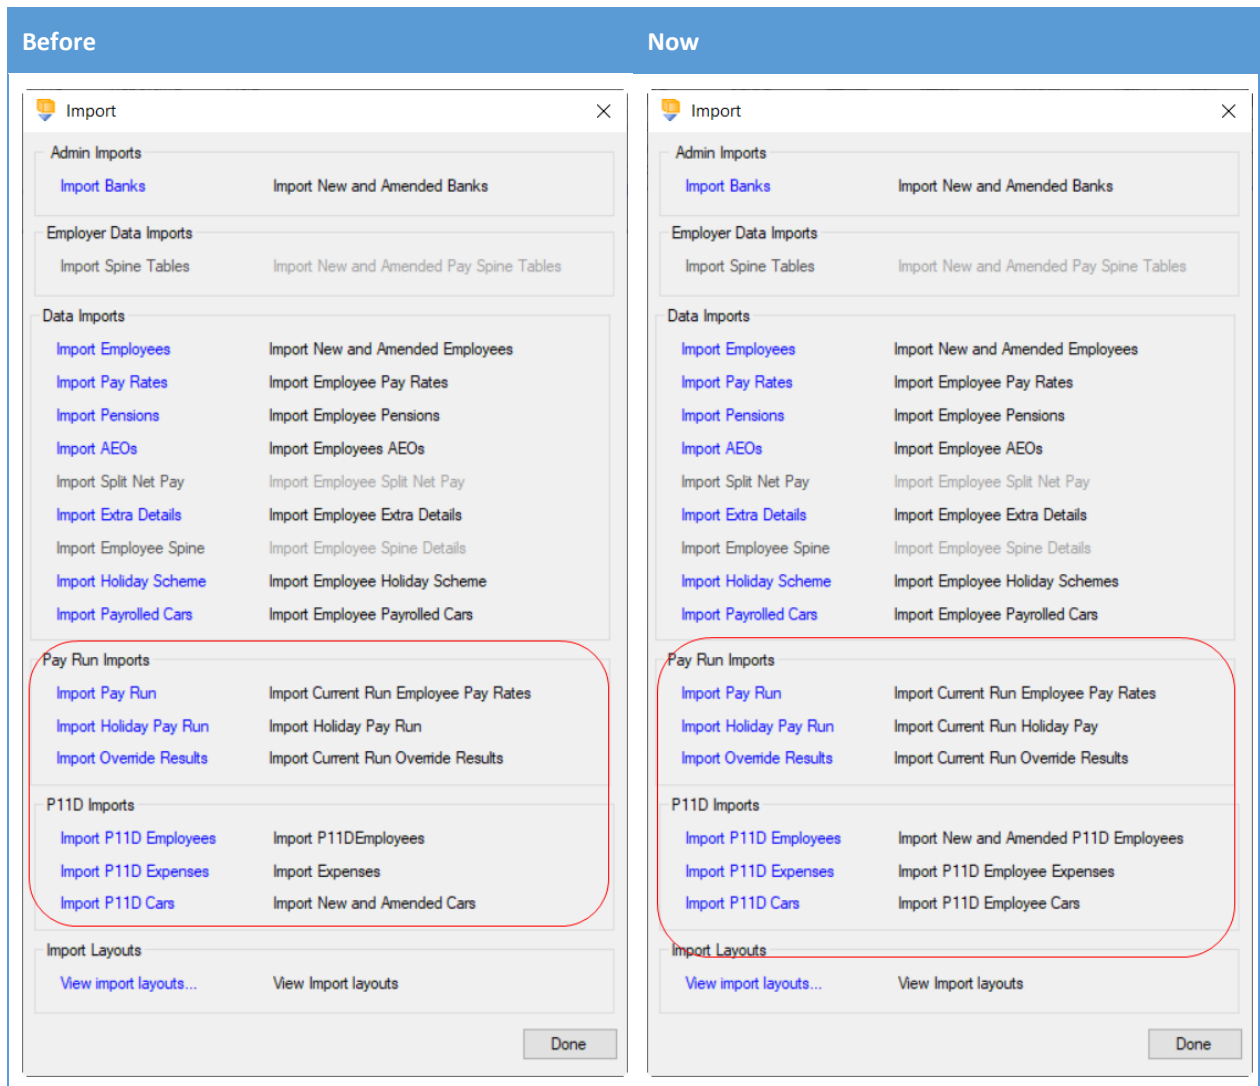 Before
Import
Admin Imports
Import Banks Import New and Amended Banks
Employer Data Imports
Import Spine Tables Import New and Amended Pay Spine Tables
Data Imports
Import Employees Import New and Amended Employees
Import Pay Rates Import Employee Pay Rates
Import Pensions Import Employee Pensions
Import AEOs Import Employees AEOs
Import Split Net Pay Import Employee Split Net Pay
Import Extra Details Import Employee Extra Details
Import Employee Spine Import Employee Spine Details
Import Holiday Scheme Import Employee Holiday Scheme
Import Payrolled Cars Import Employee Payrolled Cars
Pay Run Imports
Import Pay Run Import Current Run Employee Pay Rates
Import Holiday Pay Run Import Holiday Pay Run
Import Override Results Import Current Run Override Results
P11D Imports
Import P11D Employees Import P11DEmployees
Import P11D Expenses Import Expenses
Import P11D Cars Import New and Amended Cars
Import Layouts
View import layouts... View Import layouts
Done
Now
Import
Admin Imports
Import Banks Import New and Amended Banks
Employer Data Imports
Import Spine Tables Import New and Amended Pay Spine Tables
Data Imports
Import Employees Import New and Amended Employees
Import Pay Rates Import Employee Pay Rates
Import Pensions Import Employee Pensions
Import AEOs Import Employee AEOs
Import Split Net Pay Import Employee Split Net Pay
Import Extra Details Import Employee Extra Details
Import Employee Spine Import Employee Spine Details
Import Holiday Scheme Import Employee Holiday Schemes
Import Payrolled Cars Import Employee Payrolled Cars
Pay Run Imports
Import Pay Run Import Current Run Employee Pay Rates
Import Holiday Pay Run Import Current Run Holiday Pay
Import Override Results Import Current Run Override Results
P11D Imports
Import P11D Employees Import New and Amended P11D Employees
Import P11D Expenses Import P11D Employee Expenses
Import P11D Cars Import P11D Employee Cars
Import Layouts
View import layouts... View Import layouts
Done